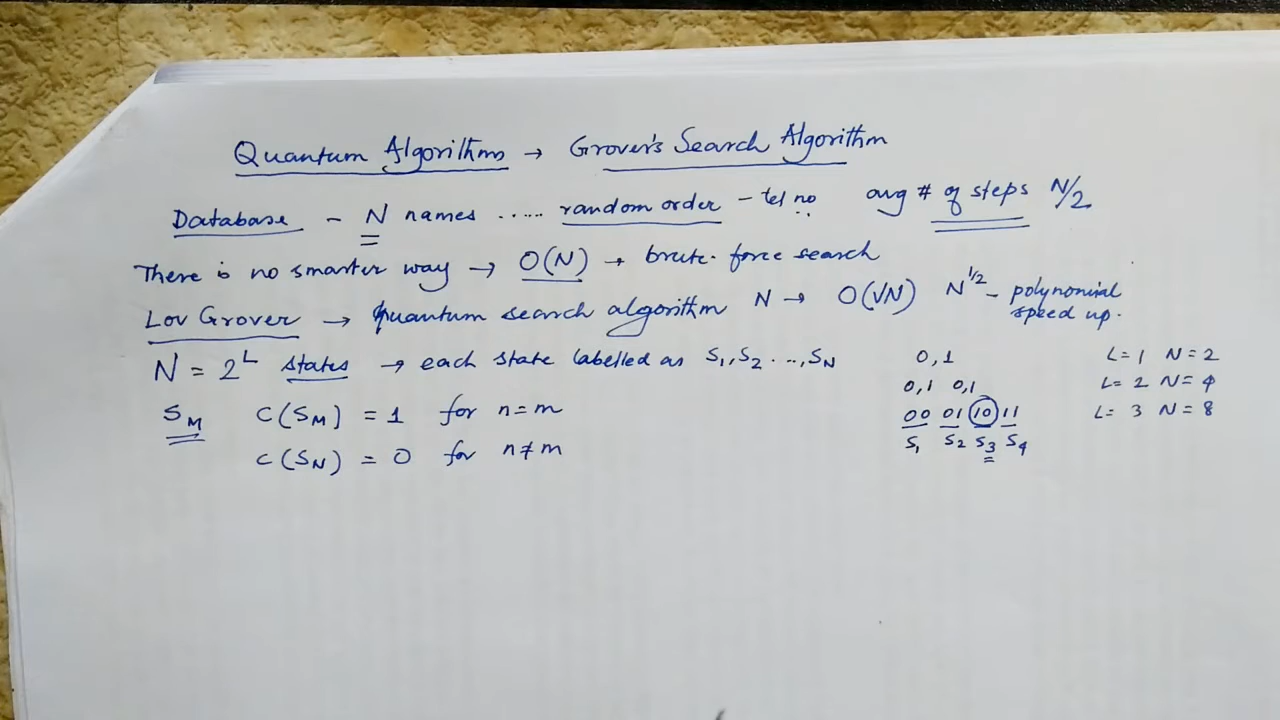 Quantum Algorithms → Grover's Search Algorithm
Database - N names ..... random order - tel no avg # of steps N/2
There is no smarter way → O(N) → brute-force search
Lov Grover → quantum search algorithm N → O(√N) N^1/2 - polynomial speed up.
N = 2^L states → each state labelled as S1, S2 ..., SN 0,1 L=1 N=2
0,1 0,1 L=2 N=4
SM C(SM) = 1 for n=m 00 01 10 11 L=3 N=8
S1 S2 S3 S4
C(SN) = 0 for n≠m